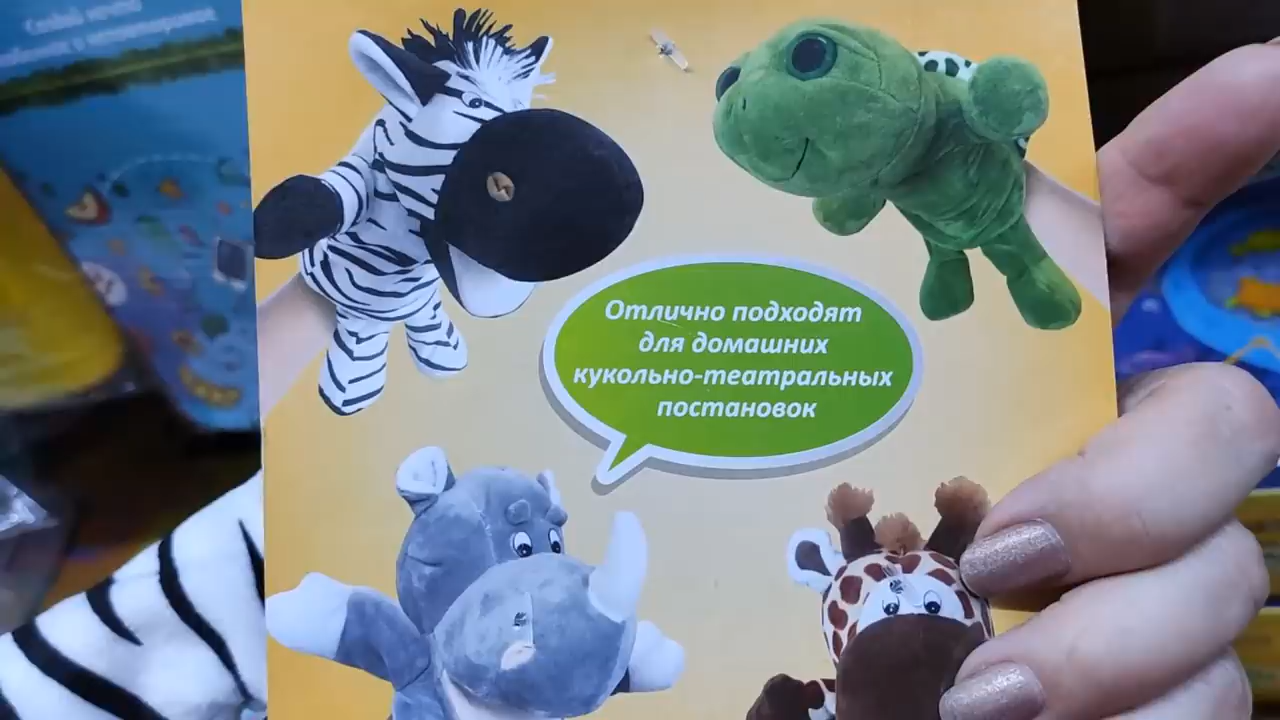 Отлично подходят
для домашних
кукольно-театральных
постановок